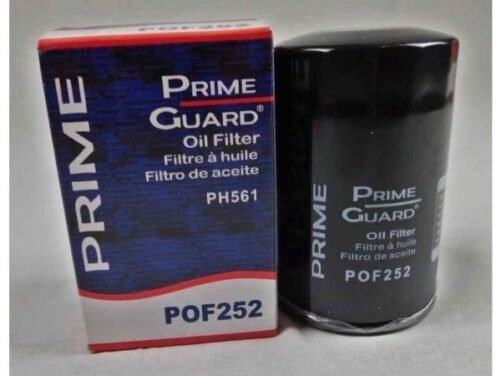 PRIME
PRIME
GUARD®
Oil Filter
Filtre à huile
Filtro de aceite
PH561
POF252
PRIME
PRIME
GUARD®
Oil Filter
Filtre à huile
Filtro de aceite
POF252